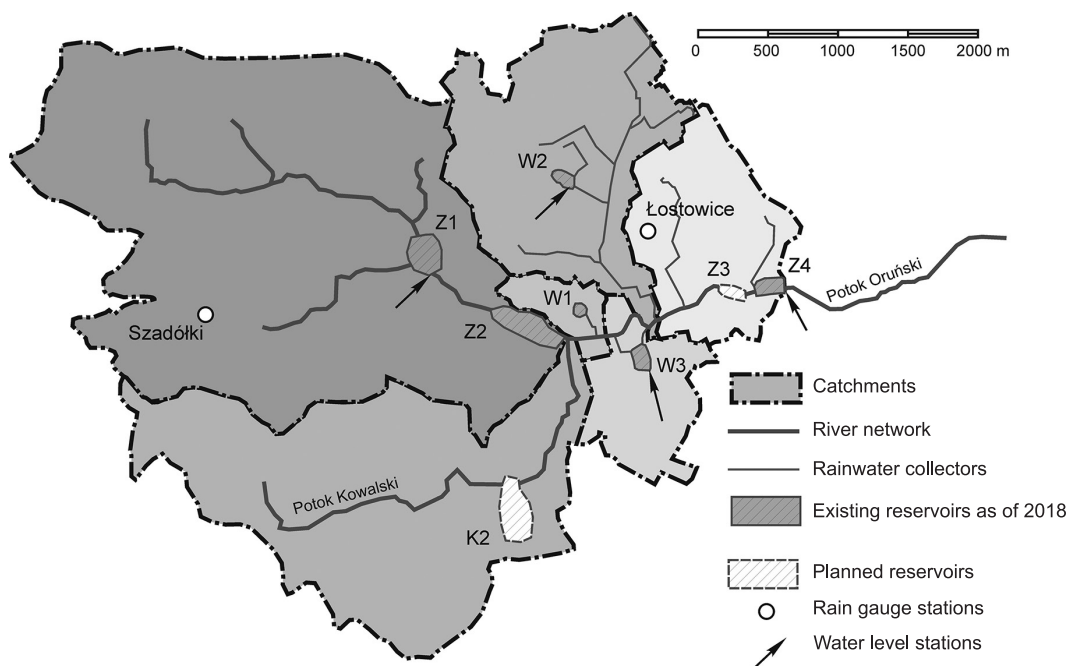 0 500 1000 1500 2000 m
W2
Łostowice
Z1
Z3
Z4
Potok Oruński
W1
Szadółki
Z2
W3
Catchments
River network
Potok Kowalski
Rainwater collectors
K2
Existing reservoirs as of 2018
Planned reservoirs
Rain gauge stations
Water level stations